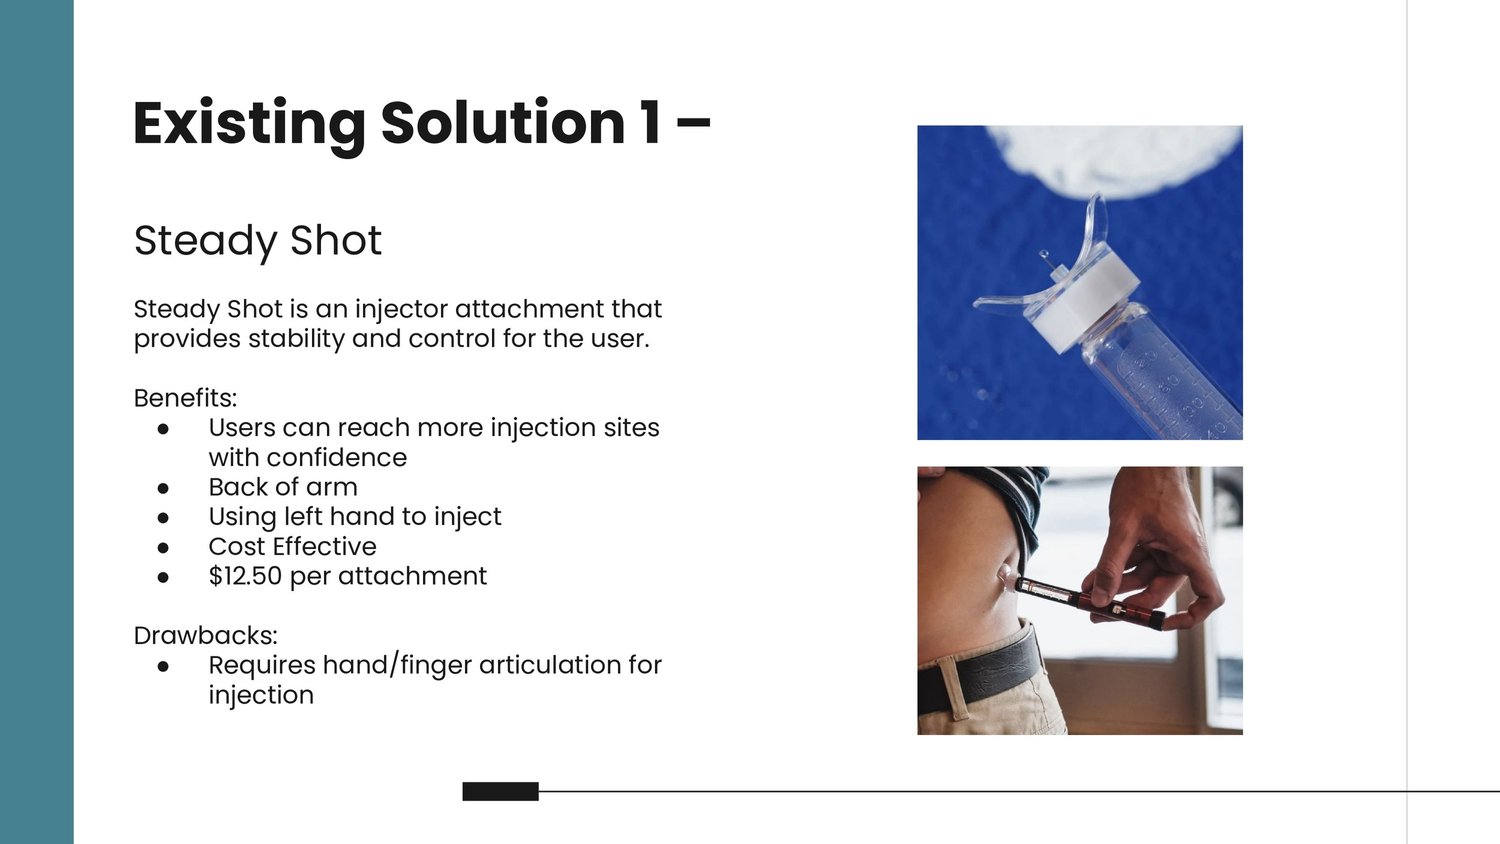 Existing Solution 1 –
Steady Shot
Steady Shot is an injector attachment that
provides stability and control for the user.
Benefits:
● Users can reach more injection sites
with confidence
● Back of arm
● Using left hand to inject
● Cost Effective
● $12.50 per attachment
Drawbacks:
● Requires hand/finger articulation for
injection